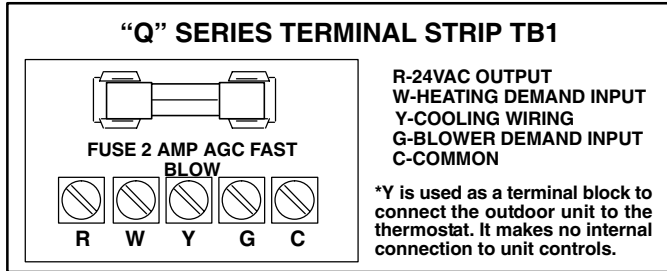 “Q” SERIES TERMINAL STRIP TB1
FUSE 2 AMP AGC FAST
BLOW
R W Y G C
R-24VAC OUTPUT
W-HEATING DEMAND INPUT
Y-COOLING WIRING
G-BLOWER DEMAND INPUT
C-COMMON
*Y is used as a terminal block to
connect the outdoor unit to the
thermostat. It makes no internal
connection to unit controls.